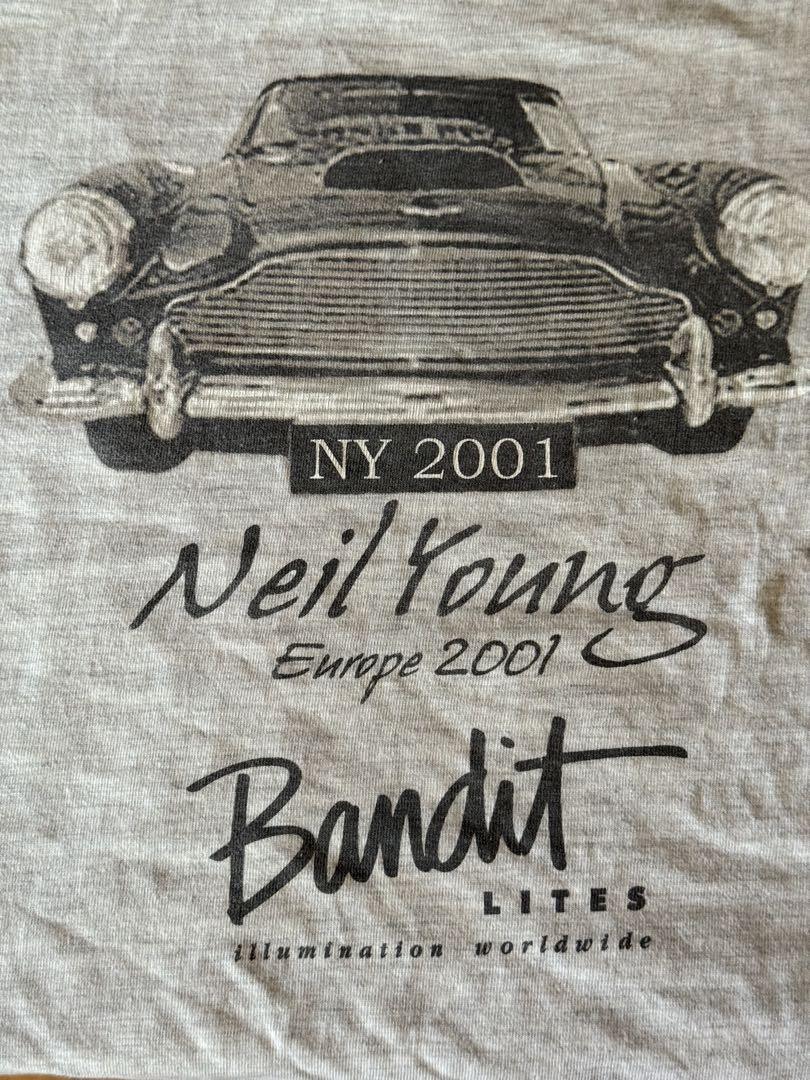 NY 2001
Neil Young
Europe 2001
Bandit
LITES
illumination worldwide